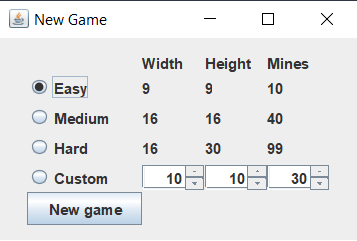 New Game
Width Height Mines
Easy 9 9 10
Medium 16 16 40
Hard 16 30 99
Custom 10 10 30
New game